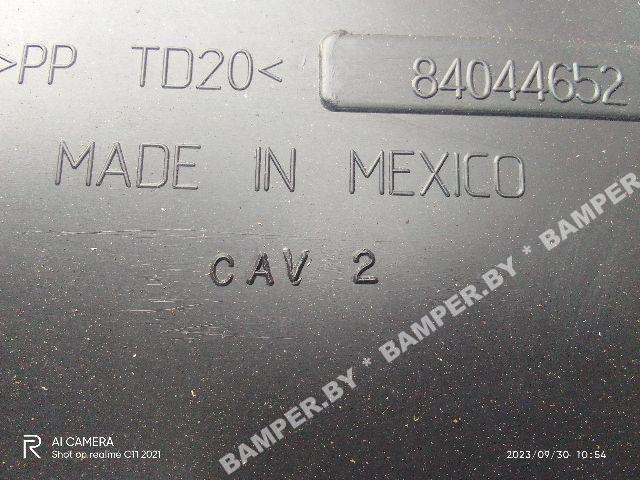 >PP TD20< 84044652
MADE IN MEXICO
CAV 2
BAMPER.BY * BAMPER.BY * BAMPER.BY
R AI CAMERA
Shot on realme C11 2021
2023/09/30 10:54